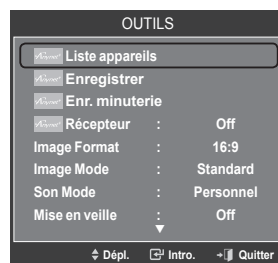 OUTILS
Liste appareils
Enregistrer
Enr. minuterie
Récepteur : Off
Image Format : 16:9
Image Mode : Standard
Son Mode : Personnel
Mise en veille : Off
Dépl. Intro. Quitter